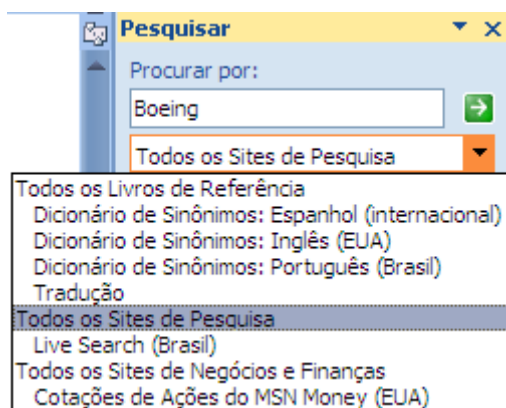 Pesquisar
Procurar por:
Boeing
Todos os Sites de Pesquisa
Todos os Livros de Referência
Dicionário de Sinônimos: Espanhol (internacional)
Dicionário de Sinônimos: Inglês (EUA)
Dicionário de Sinônimos: Português (Brasil)
Tradução
Todos os Sites de Pesquisa
Live Search (Brasil)
Todos os Sites de Negócios e Finanças
Cotações de Ações do MSN Money (EUA)